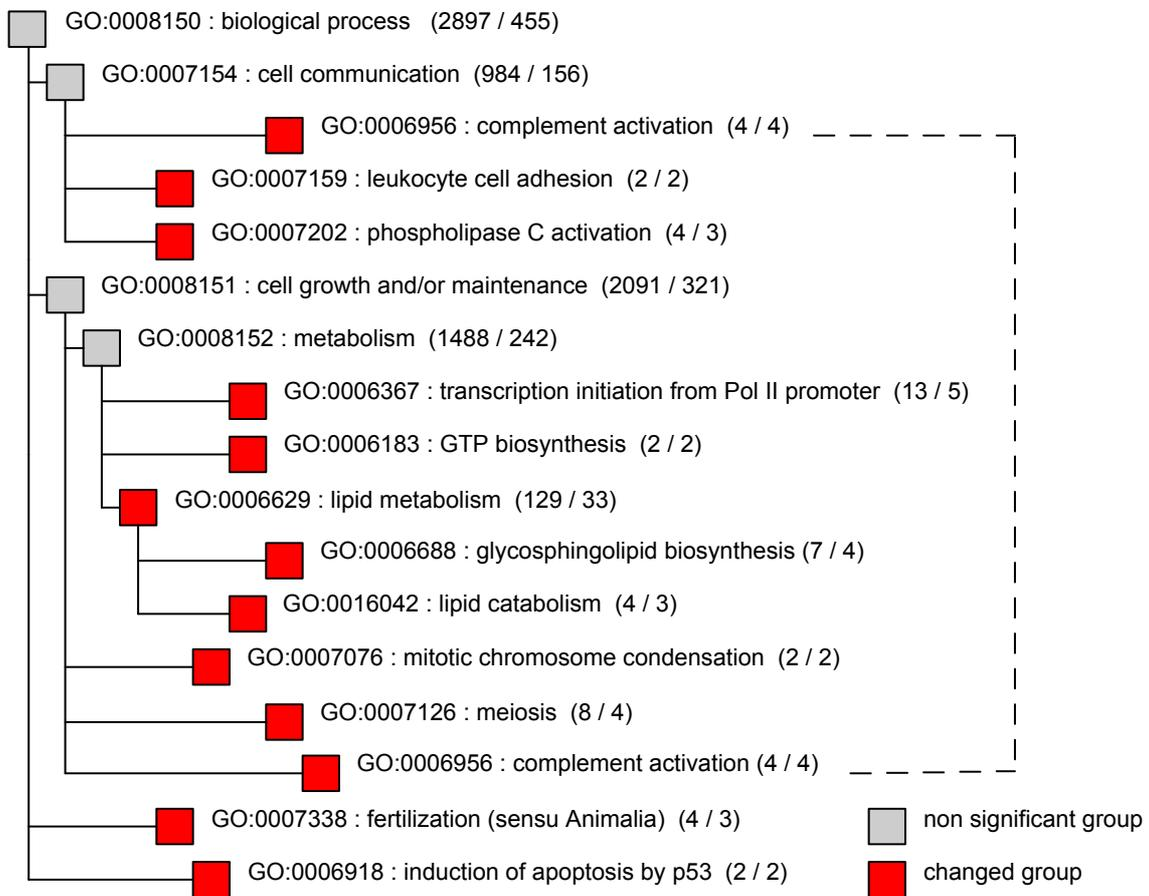 GO:0008150 : biological process (2897 / 455)
GO:0007154 : cell communication (984 / 156)
GO:0006956 : complement activation (4 / 4)
GO:0007159 : leukocyte cell adhesion (2 / 2)
GO:0007202 : phospholipase C activation (4 / 3)
GO:0008151 : cell growth and/or maintenance (2091 / 321)
GO:0008152 : metabolism (1488 / 242)
GO:0006367 : transcription initiation from Pol II promoter (13 / 5)
GO:0006183 : GTP biosynthesis (2 / 2)
GO:0006629 : lipid metabolism (129 / 33)
GO:0006688 : glycosphingolipid biosynthesis (7 / 4)
GO:0016042 : lipid catabolism (4 / 3)
GO:0007076 : mitotic chromosome condensation (2 / 2)
GO:0007126 : meiosis (8 / 4)
GO:0006956 : complement activation (4 / 4)
GO:0007338 : fertilization (sensu Animalia) (4 / 3)
non significant group
GO:0006918 : induction of apoptosis by p53 (2 / 2)
changed group